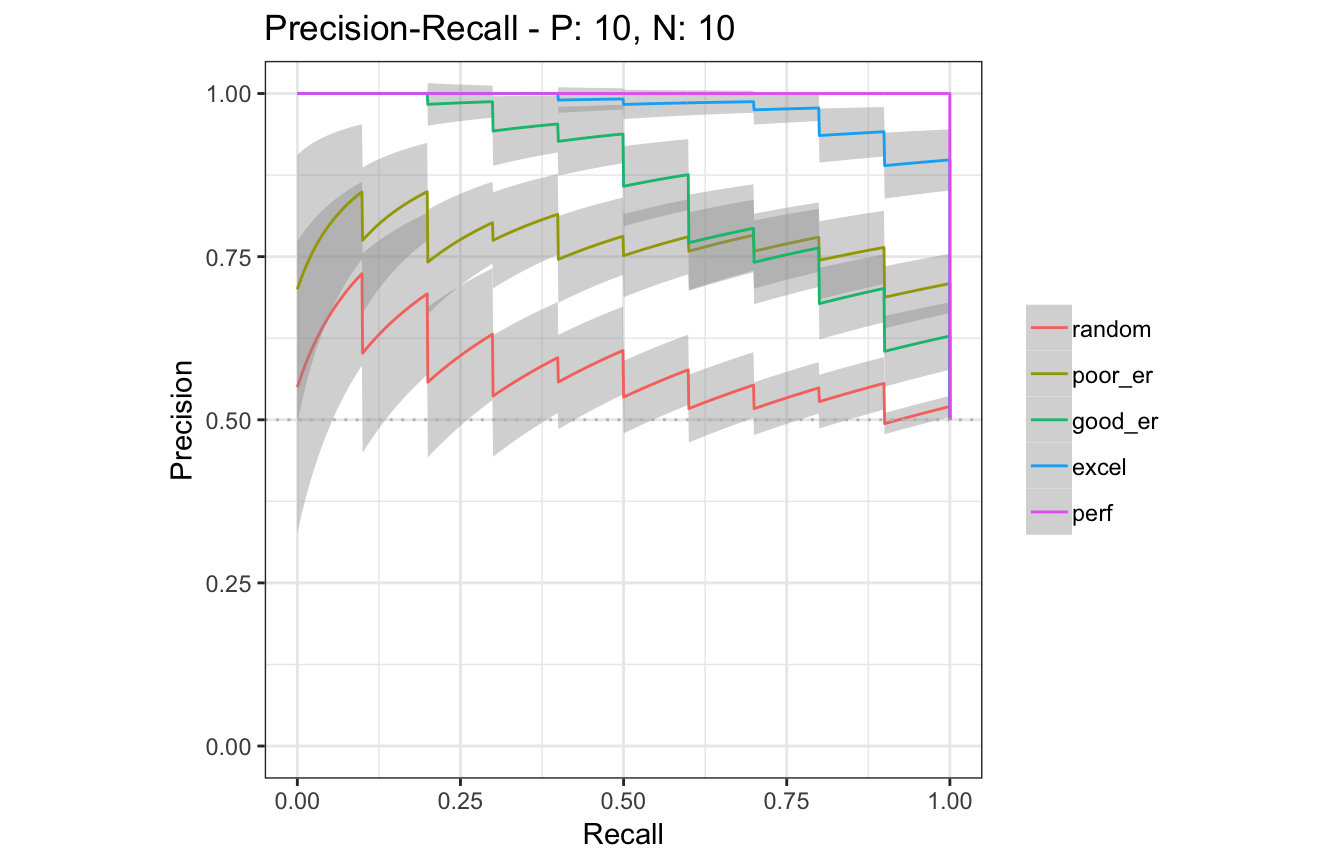 Precision-Recall - P: 10, N: 10
Precision
1.00
0.75
0.50
0.25
0.00
0.00 0.25 0.50 0.75 1.00
Recall
random
poor_er
good_er
excel
perf